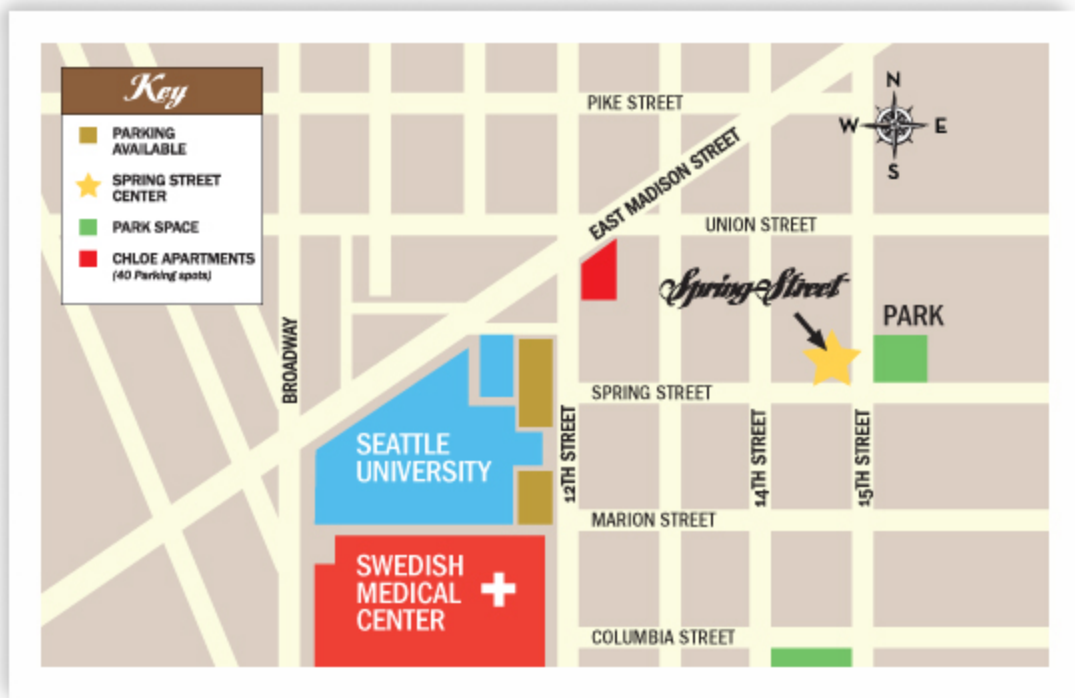 Key
PARKING
AVAILABLE
SPRING STREET
CENTER
PARK SPACE
CHLOE APARTMENTS
(40 Parking spots)
N
W E
S
PIKE STREET
EAST MADISON STREET
UNION STREET
Spring Street
PARK
BROADWAY
SPRING STREET
SEATTLE
UNIVERSITY
12TH STREET
14TH STREET
15TH STREET
MARION STREET
SWEDISH
MEDICAL
CENTER
COLUMBIA STREET